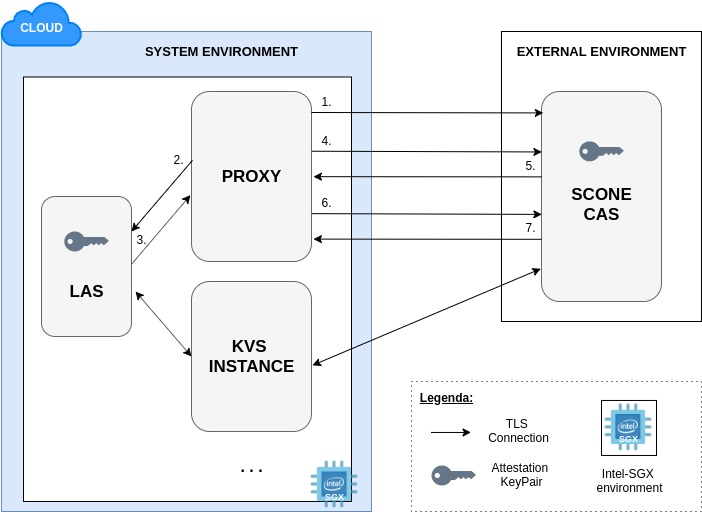 CLOUD
SYSTEM ENVIRONMENT
EXTERNAL ENVIRONMENT
1.
4.
2.
PROXY
5.
SCONE
CAS
6.
3.
7.
LAS
KVS
INSTANCE
...
intel
SGX
Legenda:
TLS
Connection
Attestation
KeyPair
intel
SGX
Intel-SGX
environment